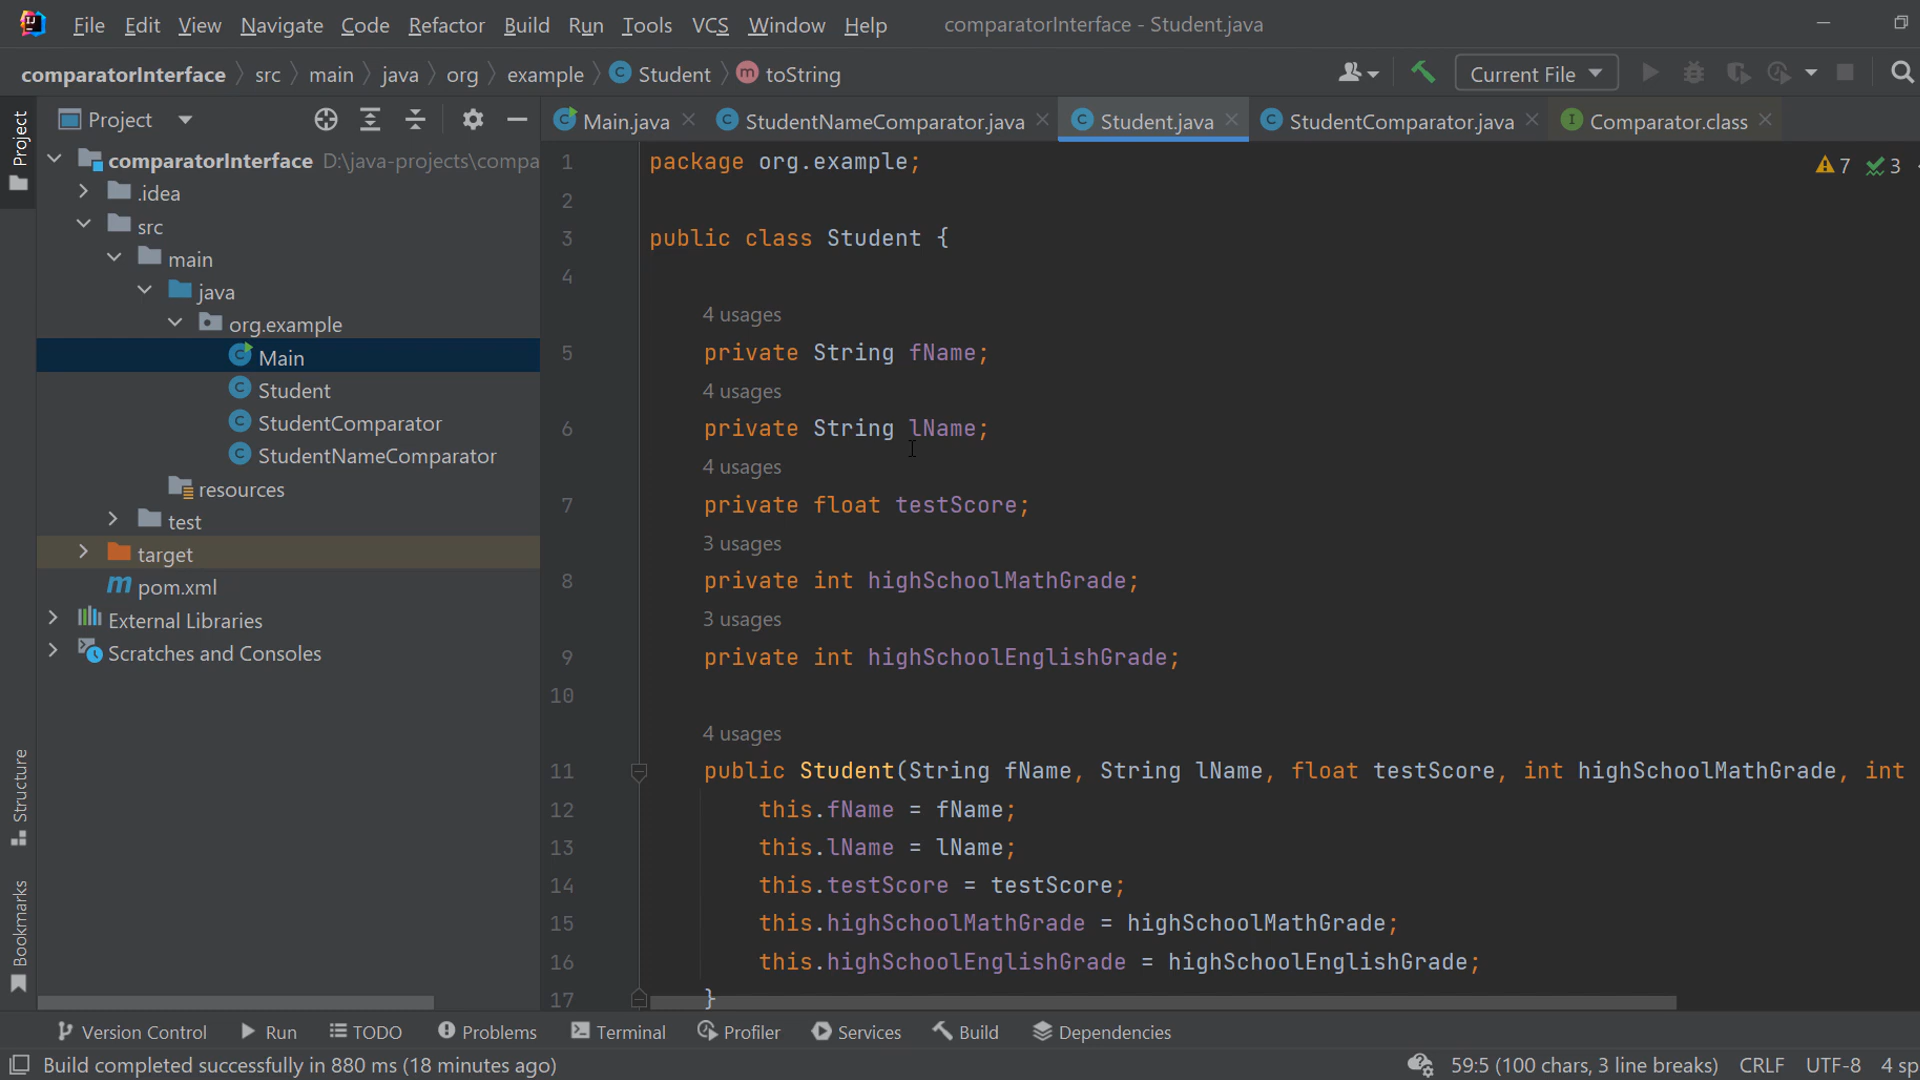 File Edit View Navigate Code Refactor Build Run Tools VCS Window Help comparatorInterface - Student.java
comparatorInterface src main java org example Student toString Current File
Project
Project
Main.java StudentNameComparator.java Student.java StudentComparator.java Comparator.class
comparatorInterface D:\java-projects\compa
.idea
src
main
java
org.example
Main
Student
StudentComparator
StudentNameComparator
resources
test
target
pom.xml
External Libraries
Scratches and Consoles
Structure
Bookmarks
7 3
1 package org.example;
2
3 public class Student {
4
4 usages
5 private String fName;
4 usages
6 private String lName;
4 usages
7 private float testScore;
3 usages
8 private int highSchoolMathGrade;
3 usages
9 private int highSchoolEnglishGrade;
10
4 usages
11 public Student(String fName, String lName, float testScore, int highSchoolMathGrade, int
12 this.fName = fName;
13 this.lName = lName;
14 this.testScore = testScore;
15 this.highSchoolMathGrade = highSchoolMathGrade;
16 this.highSchoolEnglishGrade = highSchoolEnglishGrade;
17 }
Version Control Run TODO Problems Terminal Profiler Services Build Dependencies
Build completed successfully in 880 ms (18 minutes ago) 59:5 (100 chars, 3 line breaks) CRLF UTF-8 4 sp